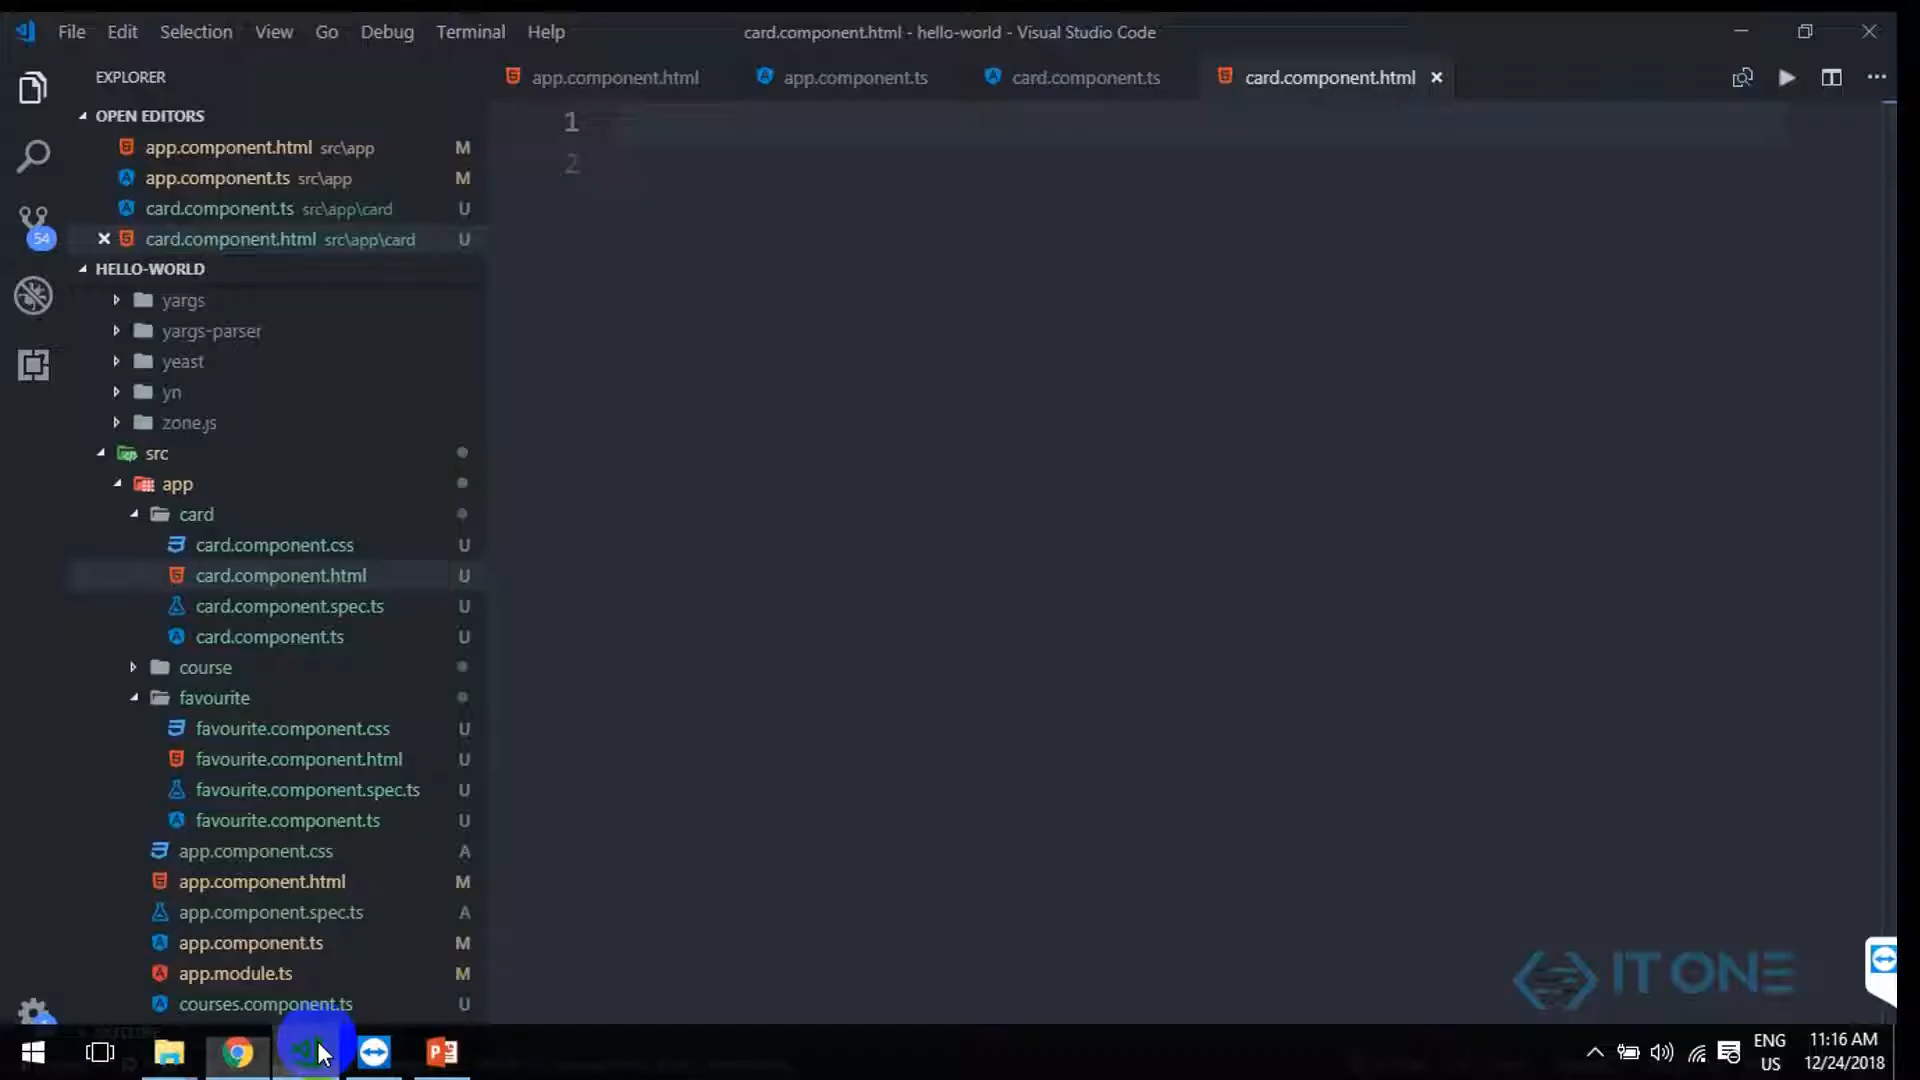 File Edit Selection View Go Debug Terminal Help card.component.html - hello-world - Visual Studio Code
EXPLORER
app.component.html app.component.ts card.component.ts card.component.html
OPEN EDITORS
app.component.html src\app M
app.component.ts src\app M
card.component.ts src\app\card U
card.component.html src\app\card U
54
HELLO-WORLD
yargs
yargs-parser
yeast
yn
zone.js
src
app
card
card.component.css U
card.component.html U
card.component.spec.ts U
card.component.ts U
course
favourite
favourite.component.css U
favourite.component.html U
favourite.component.spec.ts U
favourite.component.ts U
app.component.css A
app.component.html M
app.component.spec.ts A
app.component.ts M
app.module.ts M
courses.component.ts U
1
2
IT ONE
ENG
US
11:16 AM
12/24/2018